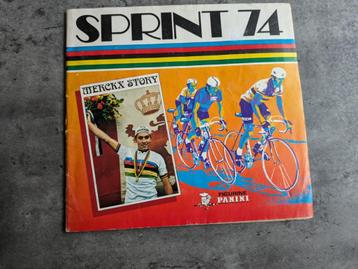 SPRINT 74
MERCKX STORY
FIGURINE
PANINI